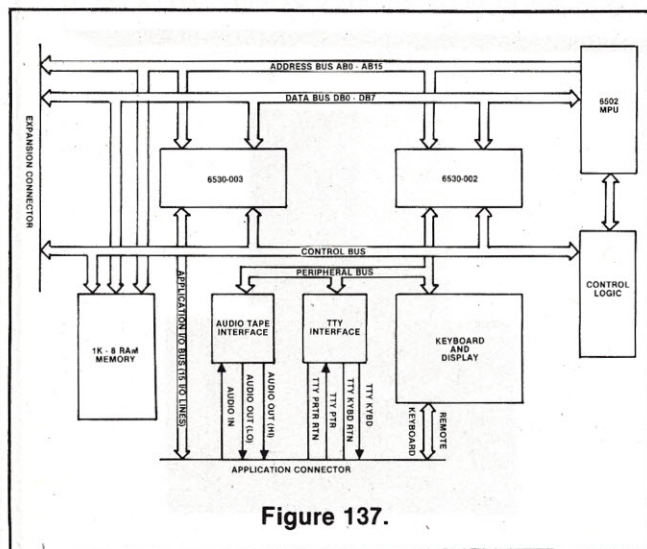 ADDRESS BUS AB0 - AB15
DATA BUS DB0 - DB7
6502
MPU
EXPANSION CONNECTOR
6530-003
6530-002
CONTROL BUS
PERIPHERAL BUS
CONTROL
LOGIC
1K - 8 RAM
MEMORY
APPLICATION I/O BUS (15 I/O LINES)
AUDIO TAPE
INTERFACE
TTY
INTERFACE
KEYBOARD
AND
DISPLAY
AUDIO IN
AUDIO OUT (LO)
AUDIO OUT (HI)
TTY PRTR RTN
TTY PTR
TTY KYBD RTN
TTY KYBD
REMOTE
KEYBOARD
APPLICATION CONNECTOR
Figure 137.